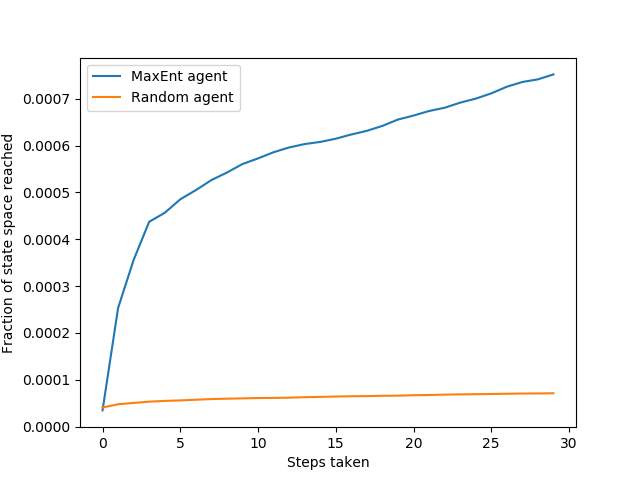 MaxEnt agent
Random agent
Fraction of state space reached
0.0007
0.0006
0.0005
0.0004
0.0003
0.0002
0.0001
0.0000
0 5 10 15 20 25 30
Steps taken